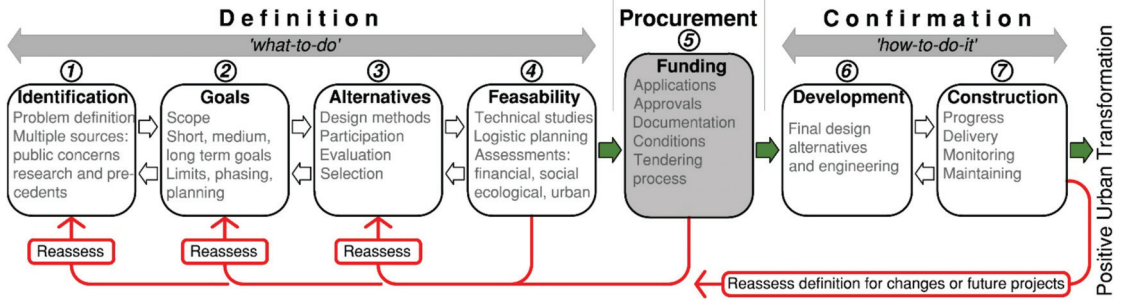 Definition
Procurement
Confirmation
'what-to-do'
'how-to-do-it'
1
Identification
Problem definition
Multiple sources:
public concerns
research and pre-
cedents
2
Goals
Scope
Short, medium,
long term goals
Limits, phasing,
planning
3
Alternatives
Design methods
Participation
Evaluation
Selection
4
Feasability
Technical studies
Logistic planning
Assessments:
financial, social
ecological, urban
5
Funding
Applications
Approvals
Documentation
Conditions
Tendering
process
6
Development
Final design
alternatives
and engineering
7
Construction
Progress
Delivery
Monitoring
Maintaining
Positive Urban Transformation
Reassess
Reassess
Reassess
Reassess definition for changes or future projects